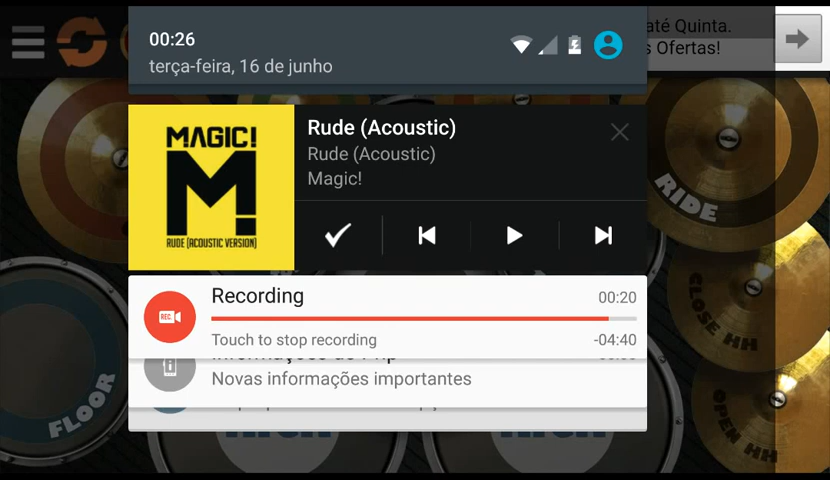 00:26
terça-feira, 16 de junho
até Quinta.
s Ofertas!
MAGIC!
M
RUDE (ACOUSTIC VERSION)
Rude (Acoustic)
Rude (Acoustic)
Magic!
RIDE
Recording
00:20
REC
Touch to stop recording
-04:40
CLOSE HH
Novas informações importantes
FLOOR
OPEN HH